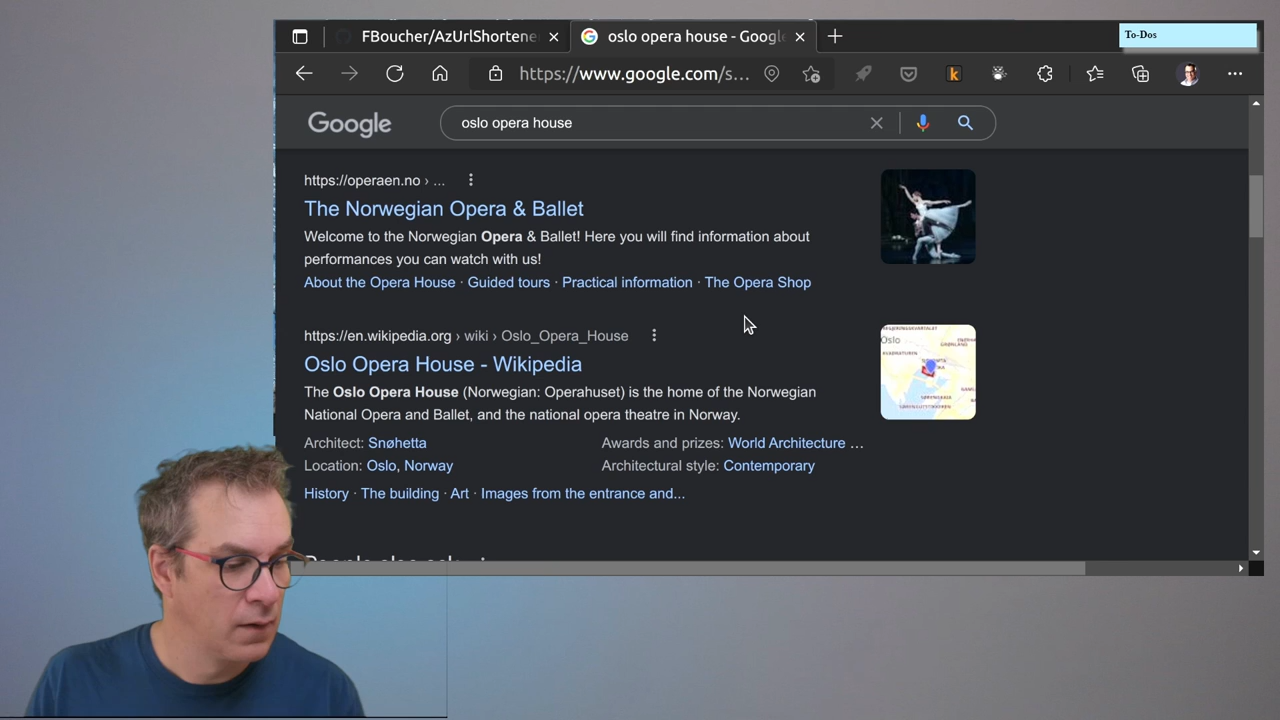 FBoucher/AzUrlShortene
oslo opera house - Google
To-Dos
https://www.google.com/s...
Google
oslo opera house
https://operaen.no › ...
The Norwegian Opera & Ballet
Welcome to the Norwegian Opera & Ballet! Here you will find information about
performances you can watch with us!
About the Opera House · Guided tours · Practical information · The Opera Shop
https://en.wikipedia.org › wiki › Oslo_Opera_House
Oslo Opera House - Wikipedia
The Oslo Opera House (Norwegian: Operahuset) is the home of the Norwegian
National Opera and Ballet, and the national opera theatre in Norway.
Architect: Snøhetta
Awards and prizes: World Architecture ...
Location: Oslo, Norway
Architectural style: Contemporary
History · The building · Art · Images from the entrance and...
People also ask
Oslo